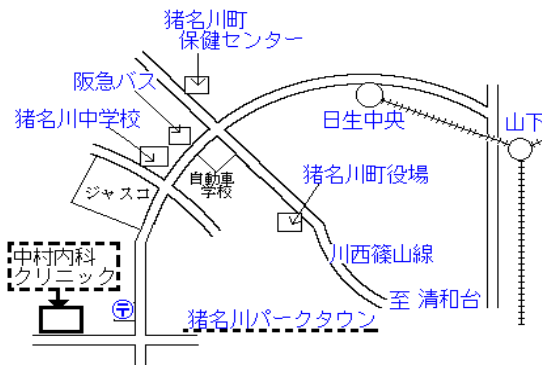 猪名川町
保健センター
阪急バス
猪名川中学校
日生中央
山下
ジャスコ
自動車
学校
猪名川町役場
中村内科
クリニック
川西篠山線
至 清和台
〒
猪名川パークタウン